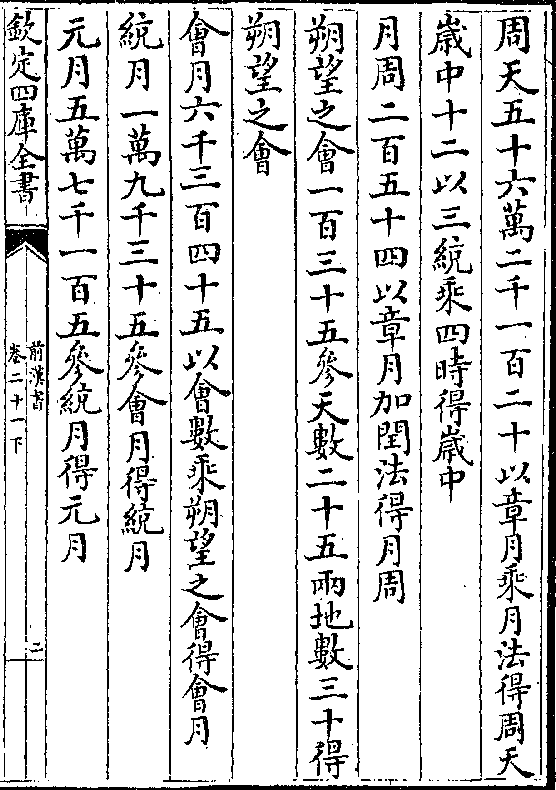 周天五十六萬二千一百二十以章月乘月法得周天
歲中十二以三統乘四時得歲中
月周二百五十四以章月加閏法得月周
朔望之會一百三十五參天數二十五兩地數三十得
朔望之會
會月六千三百四十五以會數乘朔望之會得會月
統月一萬九千三十五參會月得統月
元月五萬七千一百五參統月得元月
欽定四庫全書
前漢書
卷二十一下
二